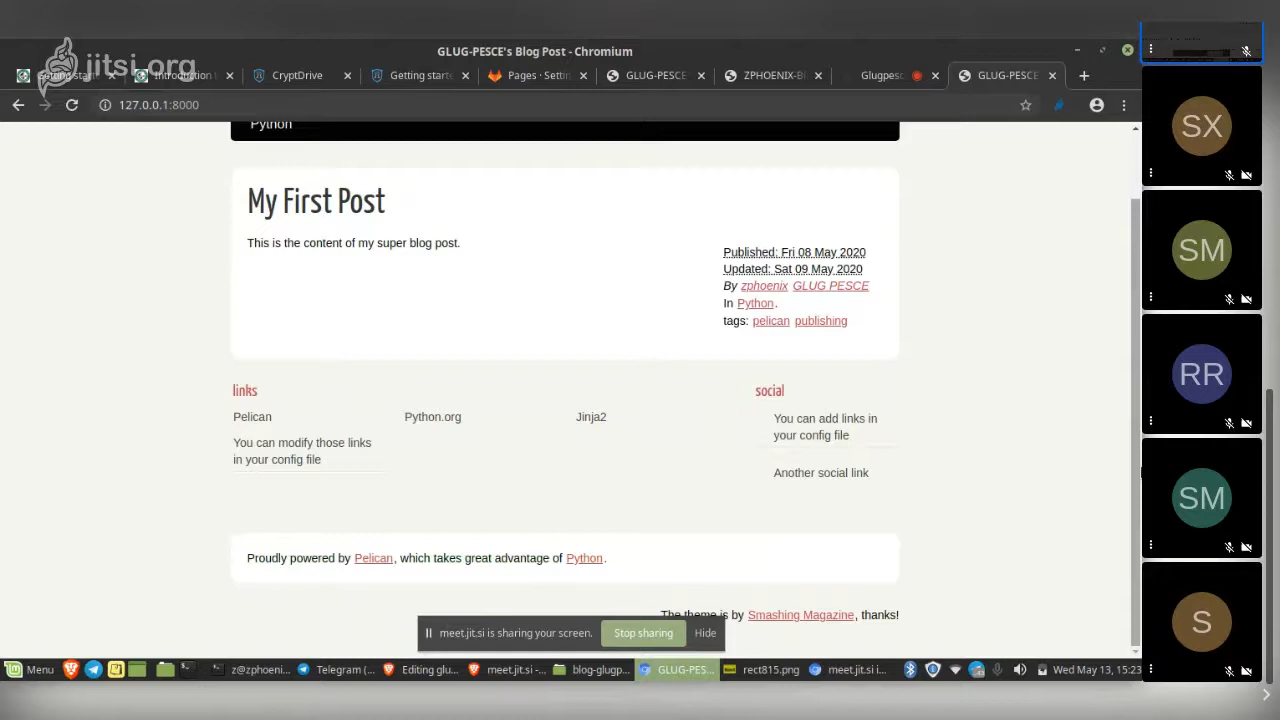 jitsi.org
GLUG-PESCE's Blog Post - Chromium
Getting star
Introduction t
CryptDrive
Getting starte
Pages · Settin
GLUG-PESCE
ZPHOENIX-BI
Glugpesc
GLUG-PESCE
127.0.0.1:8000
Python
My First Post
This is the content of my super blog post.
Published: Fri 08 May 2020
Updated: Sat 09 May 2020
By zphoenix GLUG PESCE
In Python.
tags: pelican publishing
links
social
Pelican
Python.org
Jinja2
You can modify those links
in your config file
You can add links in
your config file
Another social link
Proudly powered by Pelican, which takes great advantage of Python.
The theme is by Smashing Magazine, thanks!
meet.jit.si is sharing your screen.
Stop sharing
Hide
Menu
z@zphoeni...
Telegram (...
Editing glu...
meet.jit.si -...
blog-glugp...
GLUG-PES...
rect815.png
meet.jit.si i...
Wed May 13, 15:23
SX
SM
RR
SM
S